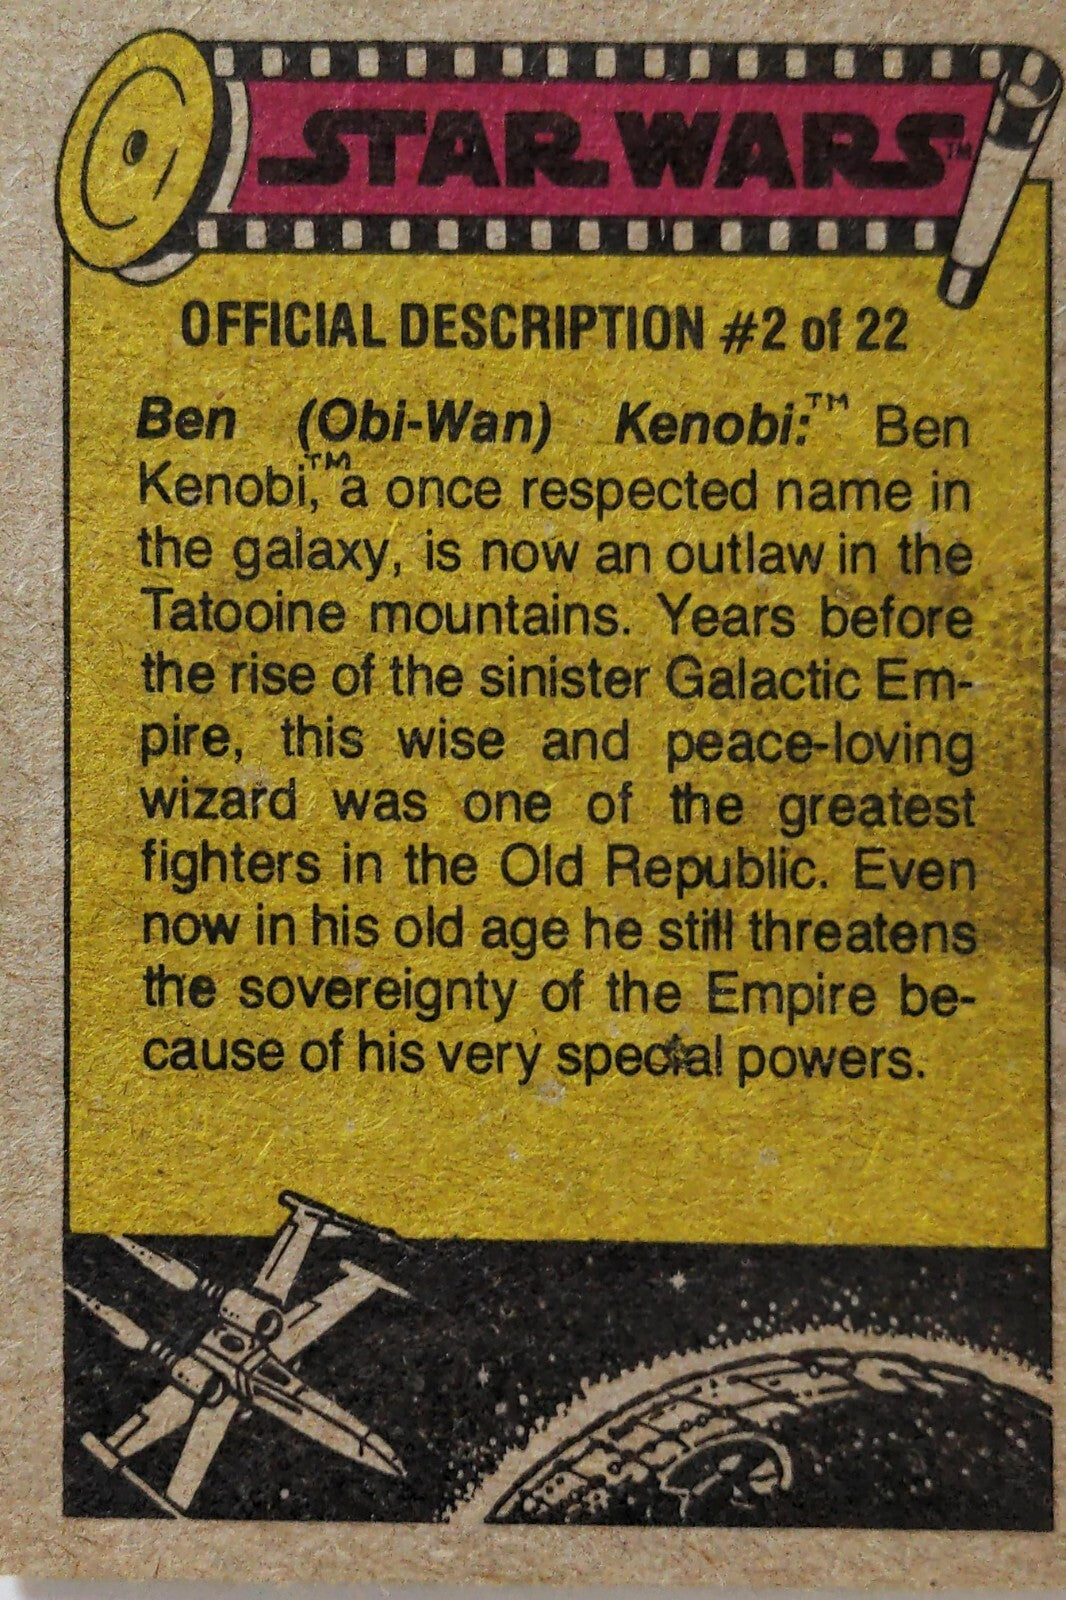 STAR WARS™
OFFICIAL DESCRIPTION #2 of 22
Ben (Obi-Wan) Kenobi:™ Ben
Kenobi,™ a once respected name in
the galaxy, is now an outlaw in the
Tatooine mountains. Years before
the rise of the sinister Galactic Em-
pire, this wise and peace-loving
wizard was one of the greatest
fighters in the Old Republic. Even
now in his old age he still threatens
the sovereignty of the Empire be-
cause of his very special powers.